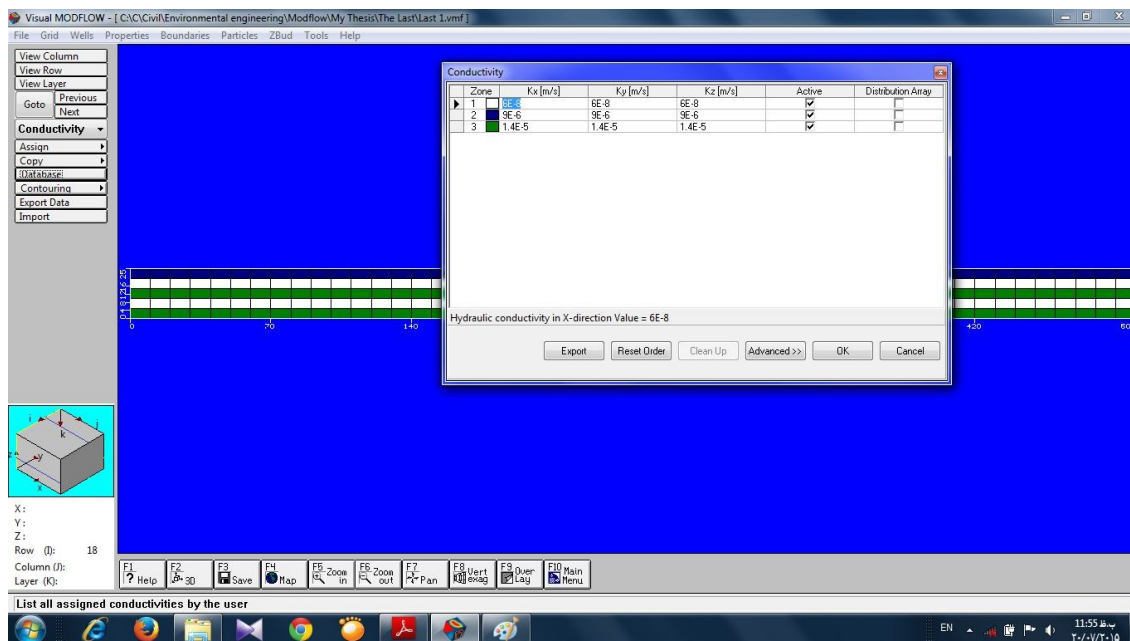 Visual MODFLOW - [ C:\C\Civil\Environmental engineering\Modflow\My Thesis\The Last\Last 1.vmf ]
File Grid Wells Properties Boundaries Particles ZBud Tools Help
View Column
View Row
View Layer
Goto Previous
Next
Conductivity
Assign
Copy
Database
Contouring
Export Data
Import
Conductivity
Zone Kx [m/s] Ky [m/s] Kz [m/s] Active Distribution Array
1 6E-8 6E-8 6E-8
2 9E-6 9E-6 9E-6
3 1.4E-5 1.4E-5 1.4E-5
Hydraulic conductivity in X-direction Value = 6E-8
Export Reset Order Clean Up Advanced >> OK Cancel
0 70 140 420
i j k
z y x
X :
Y :
Z :
Row (I): 18
Column (J):
Layer (K):
F1 ? Help F2 3D F3 Save F4 Map F5 Zoom in F6 Zoom out F7 Pan F8 Vert exag F9 Over Lay F10 Main Menu
List all assigned conductivities by the user
EN
11:55 ب.ظ
۲۰/۰۷/۲۰۱۵